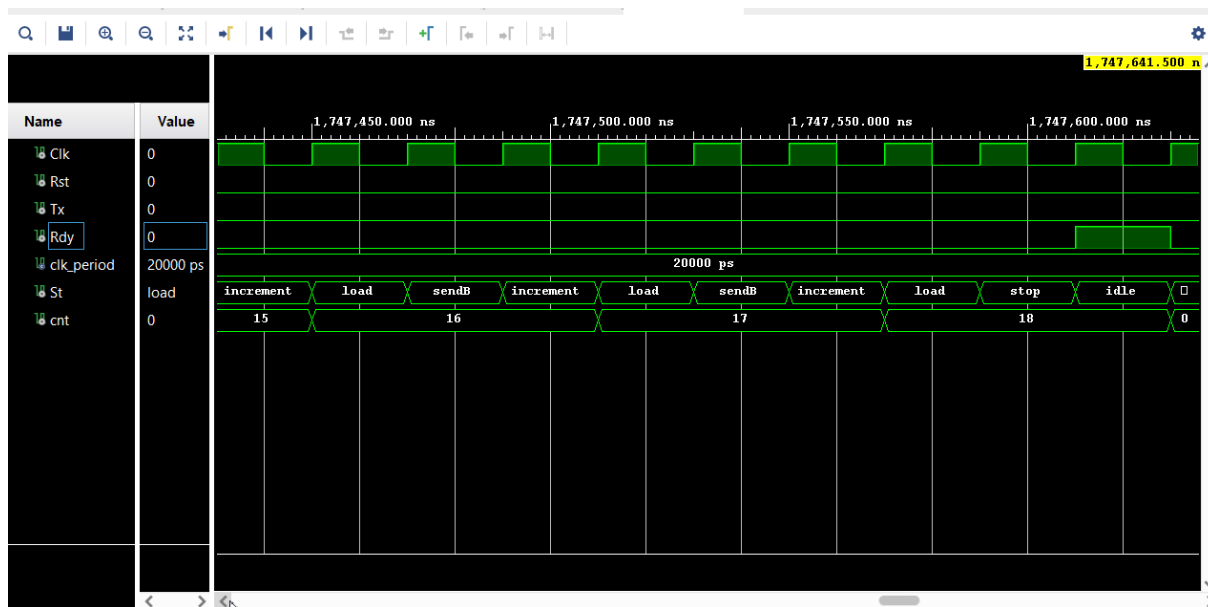 1,747,641.500 n
Name Value
1,747,450.000 ns 1,747,500.000 ns 1,747,550.000 ns 1,747,600.000 ns
Clk 0
Rst 0
Tx 0
Rdy 0
clk_period 20000 ps 20000 ps
St load increment load sendB increment load sendB increment load stop idle
cnt 0 15 16 17 18 0